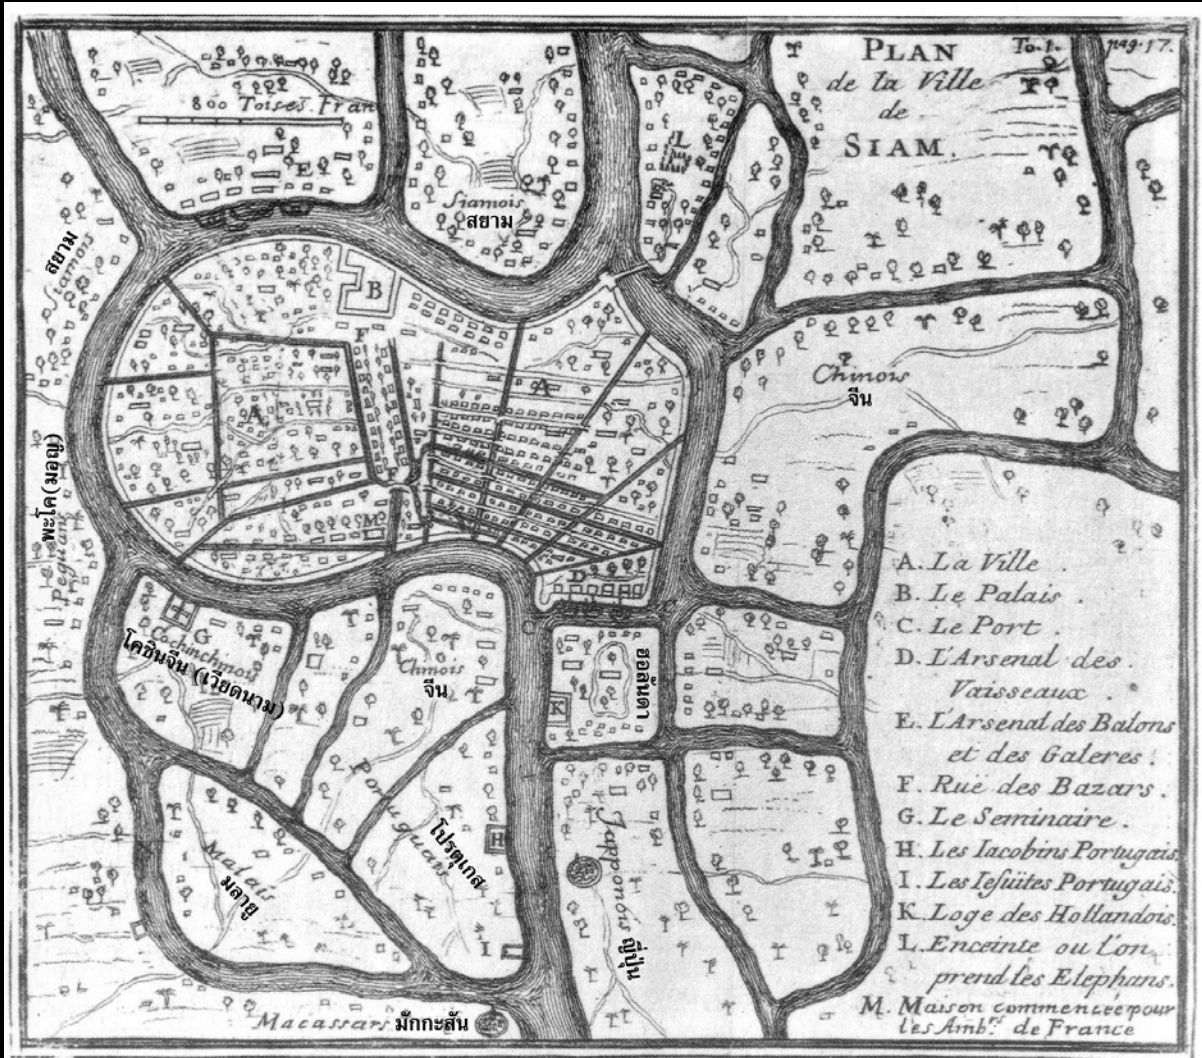 PLAN
To. 1. pag. 17.
de la Ville
de
SIAM.
800 Toises. Fran
E
L
Siamois
สยาม
สยาม
Siamois
B
F
A
A
Chinois
จีน
พะโค (มอญ)
Peguans
F
M
D
C
C
G
Cochinchinois
โคชินจีน (เวียดนาม)
Chinois
จีน
ฮอลันดา
K
Portuguais
โปรตุเกส
H
Malais
มลายู
Japponois
ญี่ปุ่น
I
Macassars มักกะสัน
A. La Ville.
B. Le Palais.
C. Le Port.
D. L'Arsenal des
Vaisseaux.
E. L'Arsenal des Balons
et des Galeres.
F. Rue des Bazars.
G. Le Seminaire.
H. Les Iacobins Portugais.
I. Les Iesüites Portugais.
K. Loge des Hollandois.
L. Enceinte ou l'on
prend les Elephans.
M. Maison commencée pour
les Amb.rs de France